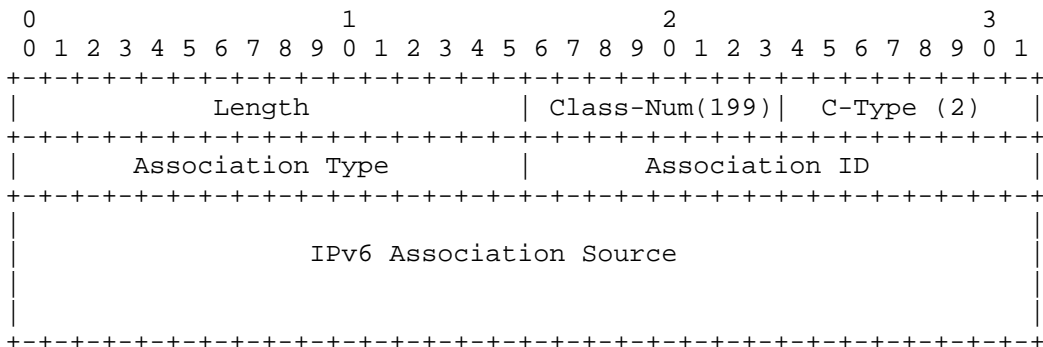 0                   1                   2                   3
 0 1 2 3 4 5 6 7 8 9 0 1 2 3 4 5 6 7 8 9 0 1 2 3 4 5 6 7 8 9 0 1
+-+-+-+-+-+-+-+-+-+-+-+-+-+-+-+-+-+-+-+-+-+-+-+-+-+-+-+-+-+-+-+-+
|            Length             | Class-Num(199)|  C-Type (2)   |
+-+-+-+-+-+-+-+-+-+-+-+-+-+-+-+-+-+-+-+-+-+-+-+-+-+-+-+-+-+-+-+-+
|       Association Type        |       Association ID          |
+-+-+-+-+-+-+-+-+-+-+-+-+-+-+-+-+-+-+-+-+-+-+-+-+-+-+-+-+-+-+-+-+
|                                                               |
|                  IPv6 Association Source                      |
|                                                               |
|                                                               |
+-+-+-+-+-+-+-+-+-+-+-+-+-+-+-+-+-+-+-+-+-+-+-+-+-+-+-+-+-+-+-+-+